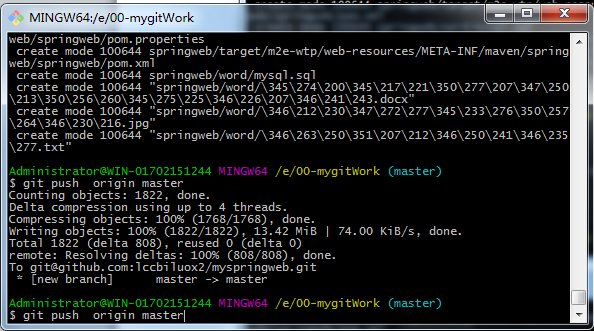 MINGW64:/e/00-mygitWork
web/springweb/pom.properties
 create mode 100644 springweb/target/m2e-wtp/web-resources/META-INF/maven/spring
web/springweb/pom.xml
 create mode 100644 springweb/word/mysql.sql
 create mode 100644 "springweb/word/\345\274\200\345\217\221\350\277\207\347\250
\213\350\256\260\345\275\225\346\226\207\346\241\243.docx"
 create mode 100644 "springweb/word/\346\212\230\347\272\277\345\233\276\350\257
\264\346\230\216.jpg"
 create mode 100644 "springweb/word/\346\263\250\351\207\212\346\250\241\346\235
\277.txt"
Administrator@WIN-01702151244 MINGW64 /e/00-mygitWork (master)
$ git push  origin master
Counting objects: 1822, done.
Delta compression using up to 4 threads.
Compressing objects: 100% (1768/1768), done.
Writing objects: 100% (1822/1822), 13.42 MiB | 74.00 KiB/s, done.
Total 1822 (delta 808), reused 0 (delta 0)
remote: Resolving deltas: 100% (808/808), done.
To git@github.com:lccbiluox2/myspringweb.git
 * [new branch]      master -> master
Administrator@WIN-01702151244 MINGW64 /e/00-mygitWork (master)
$ git push  origin master